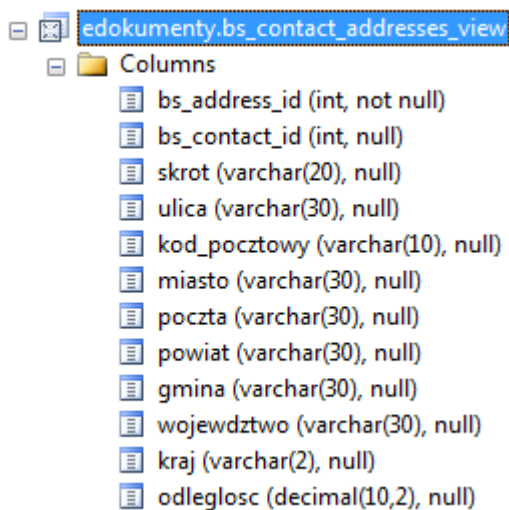 edokumenty.bs_contact_addresses_view
Columns
bs_address_id (int, not null)
bs_contact_id (int, null)
skrot (varchar(20), null)
ulica (varchar(30), null)
kod_pocztowy (varchar(10), null)
miasto (varchar(30), null)
poczta (varchar(30), null)
powiat (varchar(30), null)
gmina (varchar(30), null)
wojewdztwo (varchar(30), null)
kraj (varchar(2), null)
odleglosc (decimal(10,2), null)